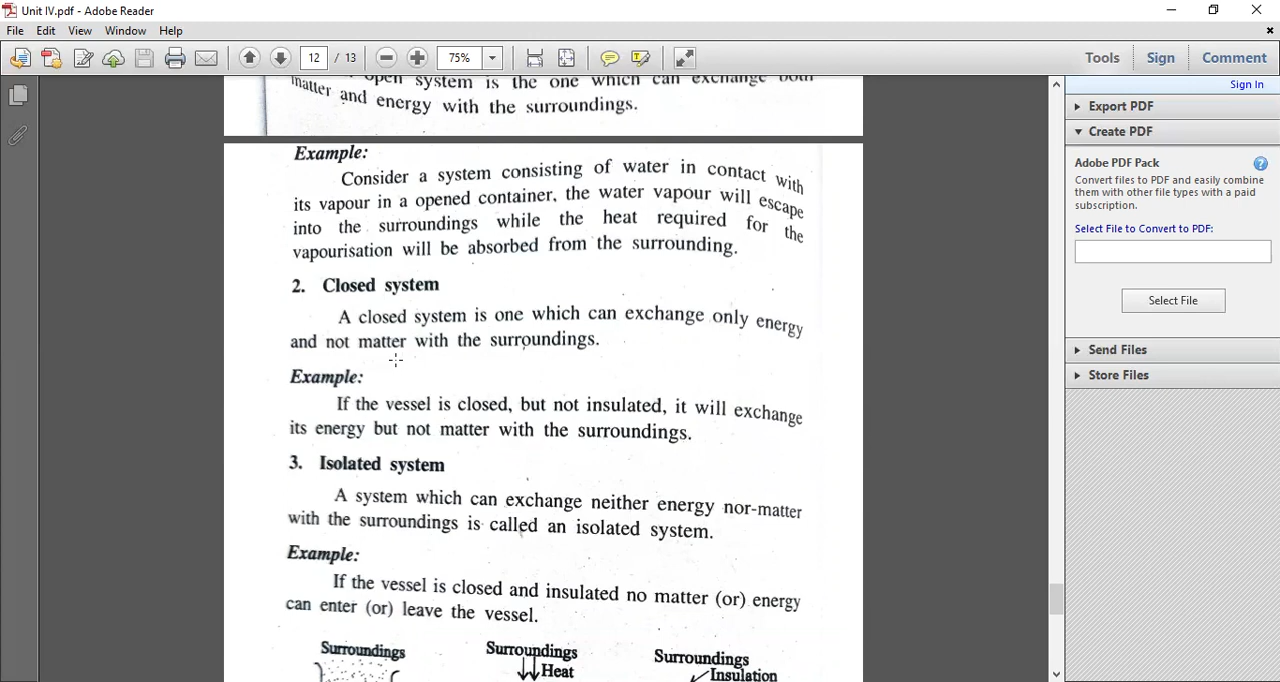 Unit IV.pdf - Adobe Reader
File Edit View Window Help
12 / 13 75% Tools Sign Comment
Sign In
Export PDF
Create PDF
Adobe PDF Pack
Convert files to PDF and easily combine
them with other file types with a paid
subscription.
Select File to Convert to PDF:
Select File
Send Files
Store Files
open system is the one which can exchange both
matter and energy with the surroundings.
Example:
Consider a system consisting of water in contact with
its vapour in a opened container, the water vapour will escape
into the surroundings while the heat required for the
vapourisation will be absorbed from the surrounding.
2. Closed system
A closed system is one which can exchange only energy
and not matter with the surroundings.
Example:
If the vessel is closed, but not insulated, it will exchange
its energy but not matter with the surroundings.
3. Isolated system
A system which can exchange neither energy nor-matter
with the surroundings is called an isolated system.
Example:
If the vessel is closed and insulated no matter (or) energy
can enter (or) leave the vessel.
Surroundings Surroundings Surroundings
Heat Insulation